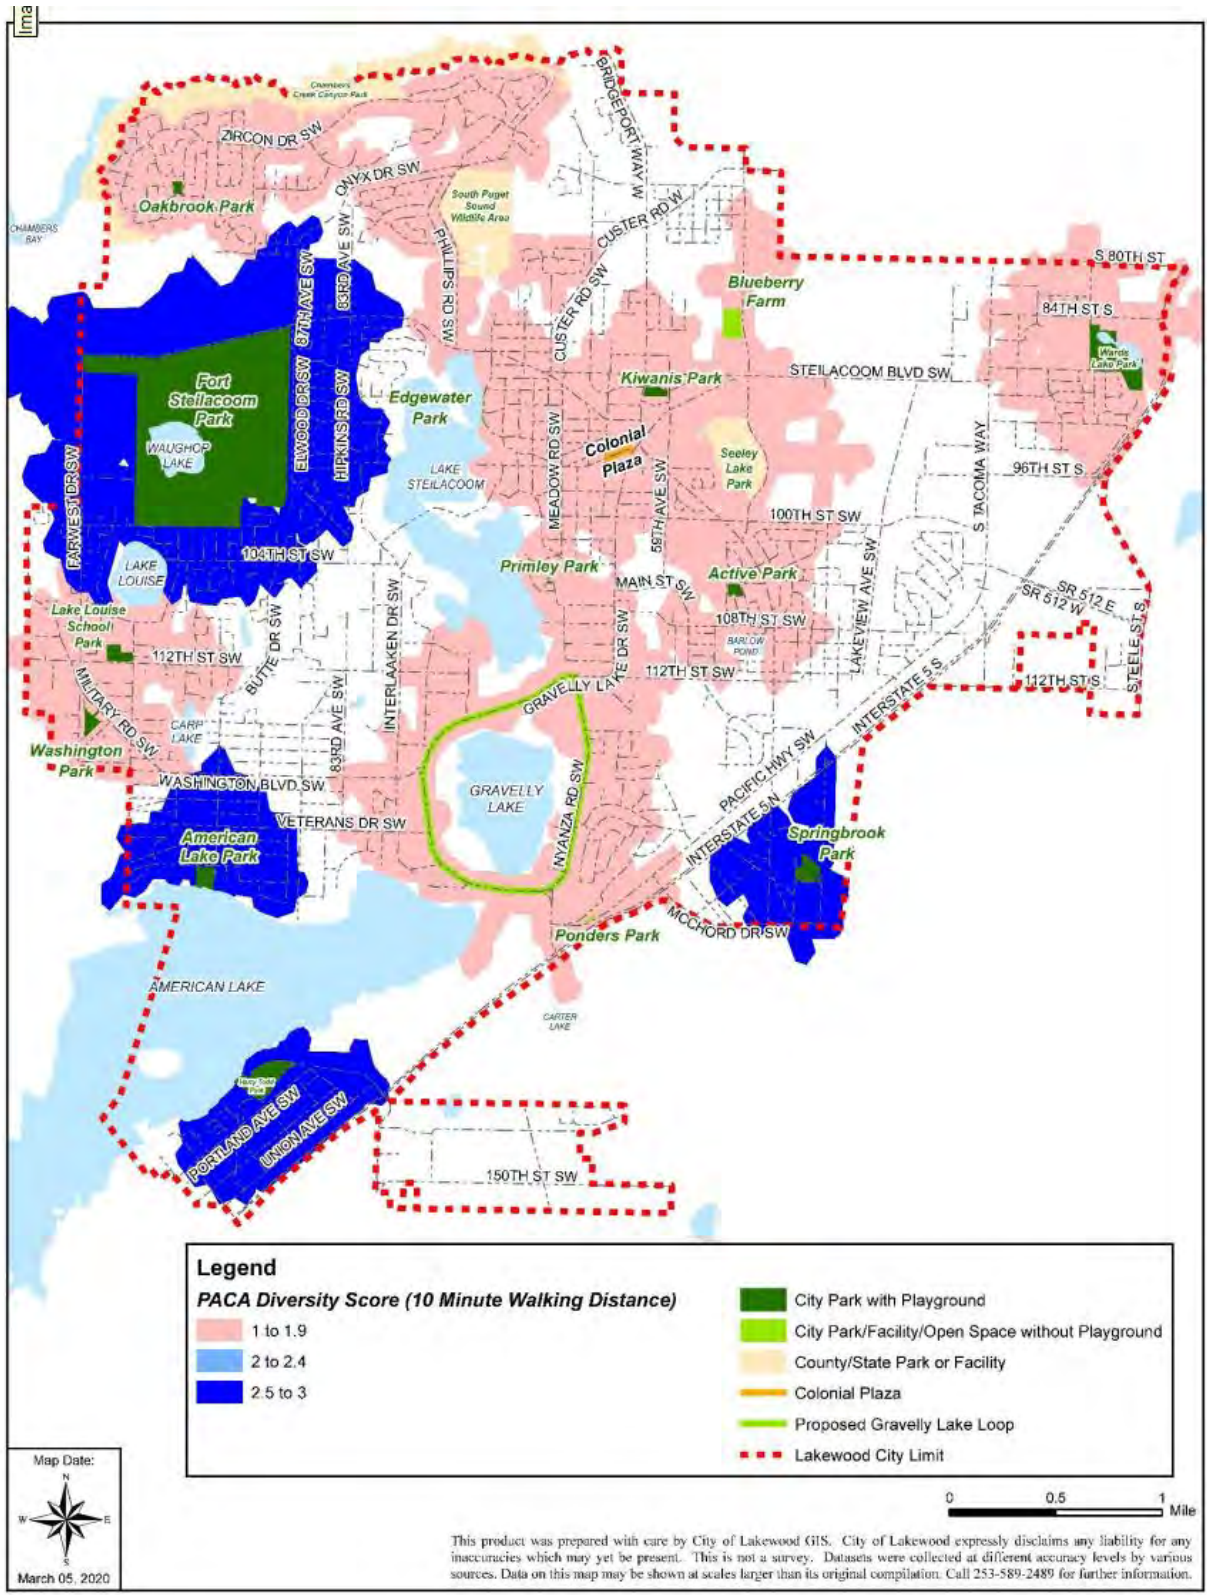 Ima
Chambers
Creek Canyon Park
BRIDGEPORT WAY W
ZIRCON DR SW
ONYX DR SW
Oakbrook Park
South Puget
Sound
Wildlife Area
CHAMBERS
BAY
CUSTER RD W
PHILLIPS RD SW
83RD AVE SW
87TH AVE SW
S 80TH ST
Blueberry
Farm
CUSTER RD SW
84TH ST S
Wards
Lake Park
STEILACOOM BLVD SW
Kiwanis Park
Fort
Steilacoom
Park
ELWOOD DR SW
HIPKINS RD SW
Edgewater
Park
WAUGHOP
LAKE
Colonial
Plaza
MEADOW RD SW
Seeley
Lake
Park
LAKE
STEILACOOM
96TH ST S
S TACOMA WAY
FARWEST DR SW
59TH AVE SW
100TH ST SW
104TH ST SW
LAKE
LOUISE
Primley Park
MAIN ST SW
Active Park
LAKEVIEW AVE SW
SR 512 E
SR 512 W
Lake Louise
School
Park
108TH ST SW
BARLOW
POND
INTERLAAKEN DR SW
BUTTE DR SW
STEELE ST S
112TH ST SW
GRAVELLY LAKE DR SW
112TH ST SW
112TH ST S
MILITARY RD SW
CARP
LAKE
83RD AVE SW
INTERSTATE 5 S
Washington
Park
WASHINGTON BLVD SW
GRAVELLY
LAKE
NYANZA RD SW
PACIFIC HWY SW
INTERSTATE 5 N
VETERANS DR SW
American
Lake Park
Springbrook
Park
MCCHORD DR SW
Ponders Park
AMERICAN LAKE
CARTER
LAKE
Harry Todd
Park
PORTLAND AVE SW
UNION AVE SW
150TH ST SW
Legend
PACA Diversity Score (10 Minute Walking Distance)
1 to 1.9
2 to 2.4
2.5 to 3
City Park with Playground
City Park/Facility/Open Space without Playground
County/State Park or Facility
Colonial Plaza
Proposed Gravelly Lake Loop
Lakewood City Limit
Map Date:
N
W E
S
March 05, 2020
0 0.5 1
Mile
This product was prepared with care by City of Lakewood GIS. City of Lakewood expressly disclaims any liability for any
inaccuracies which may yet be present. This is not a survey. Datasets were collected at different accuracy levels by various
sources. Data on this map may be shown at scales larger than its original compilation. Call 253-589-2489 for further information.